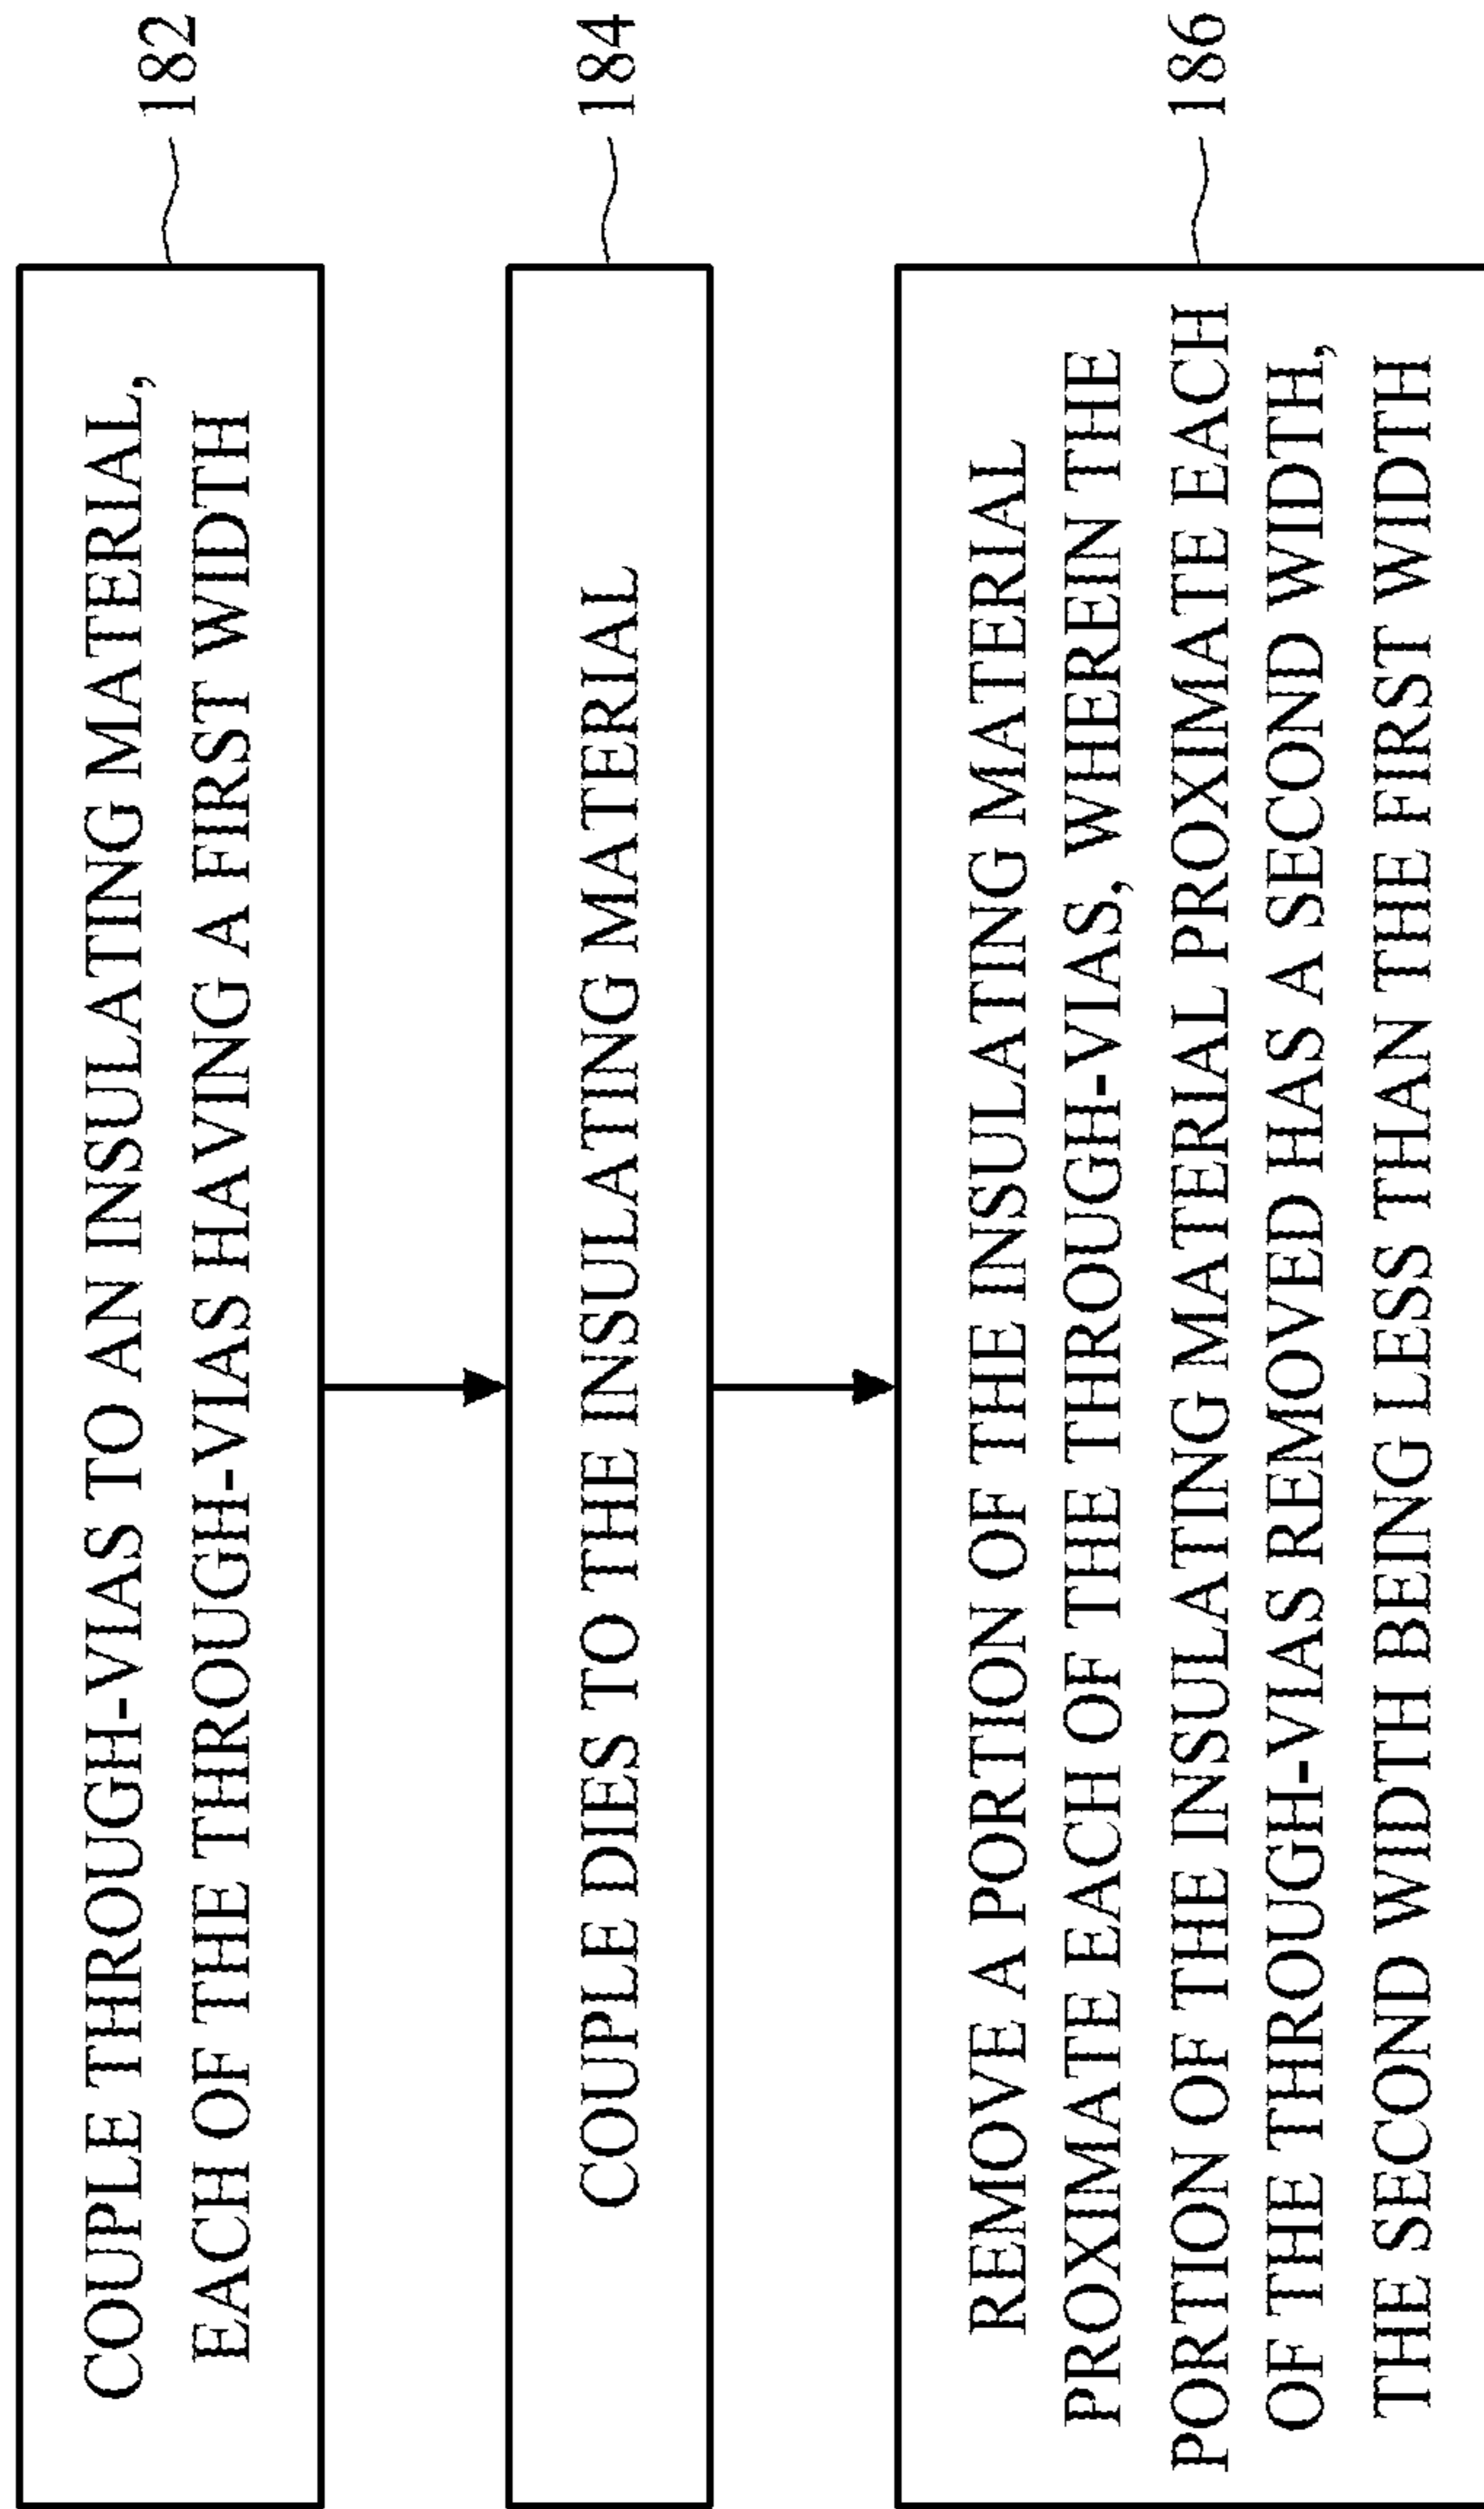 COUPLE THROUGH-VIAS TO AN INSULATING MATERIAL,
EACH OF THE THROUGH-VIAS HAVING A FIRST WIDTH
182
COUPLE DIES TO THE INSULATING MATERIAL
184
REMOVE A PORTION OF THE INSULATING MATERIAL
PROXIMATE EACH OF THE THROUGH-VIAS, WHEREIN THE
PORTION OF THE INSULATING MATERIAL PROXIMATE EACH
OF THE THROUGH-VIAS REMOVED HAS A SECOND WIDTH,
THE SECOND WIDTH BEING LESS THAN THE FIRST WIDTH
186